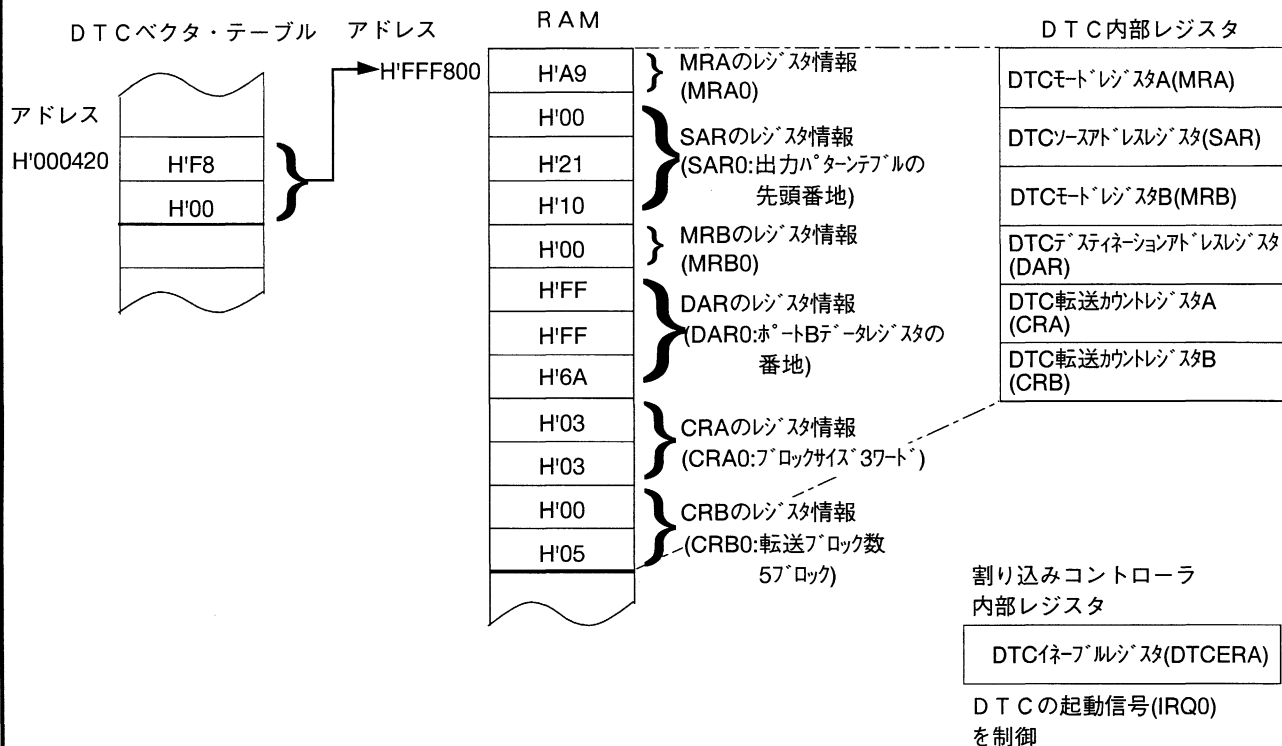 DTCベクタ・テーブル
アドレス
H'000420
H'F8
H'00
アドレス
H'FFF800
RAM
H'A9
H'00
H'21
H'10
H'00
H'FF
H'FF
H'6A
H'03
H'03
H'00
H'05
MRAのﾚｼﾞｽﾀ情報
(MRA0)
SARのﾚｼﾞｽﾀ情報
(SAR0:出力ﾊﾟﾀｰﾝﾃﾌﾞﾙの
先頭番地)
MRBのﾚｼﾞｽﾀ情報
(MRB0)
DARのﾚｼﾞｽﾀ情報
(DAR0:ﾎﾟｰﾄBﾃﾞｰﾀﾚｼﾞｽﾀの
番地)
CRAのﾚｼﾞｽﾀ情報
(CRA0:ﾌﾞﾛｯｸｻｲｽﾞ3ﾜｰﾄﾞ)
CRBのﾚｼﾞｽﾀ情報
(CRB0:転送ﾌﾞﾛｯｸ数
5ﾌﾞﾛｯｸ)
DTC内部レジスタ
DTCﾓｰﾄﾞﾚｼﾞｽﾀA(MRA)
DTCｿｰｽｱﾄﾞﾚｽﾚｼﾞｽﾀ(SAR)
DTCﾓｰﾄﾞﾚｼﾞｽﾀB(MRB)
DTCﾃﾞｽﾃｨﾈｰｼｮﾝｱﾄﾞﾚｽﾚｼﾞｽﾀ
(DAR)
DTC転送ｶｳﾝﾄﾚｼﾞｽﾀA
(CRA)
DTC転送ｶｳﾝﾄﾚｼﾞｽﾀB
(CRB)
割り込みコントローラ
内部レジスタ
DTCｲﾈｰﾌﾞﾙﾚｼﾞｽﾀ(DTCERA)
DTCの起動信号(IRQ0)
を制御